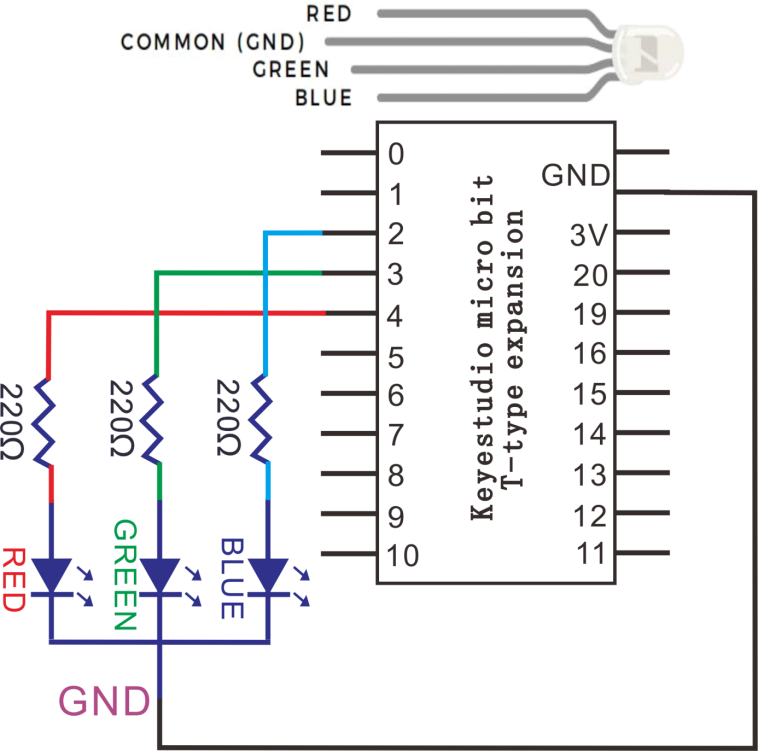 RED
COMMON (GND)
GREEN
BLUE
0
1
2
3
4
5
6
7
8
9
10
Keyestudio micro bit
T-type expansion
GND
3V
20
19
16
15
14
13
12
11
220Ω
220Ω
220Ω
RED
GREEN
BLUE
GND